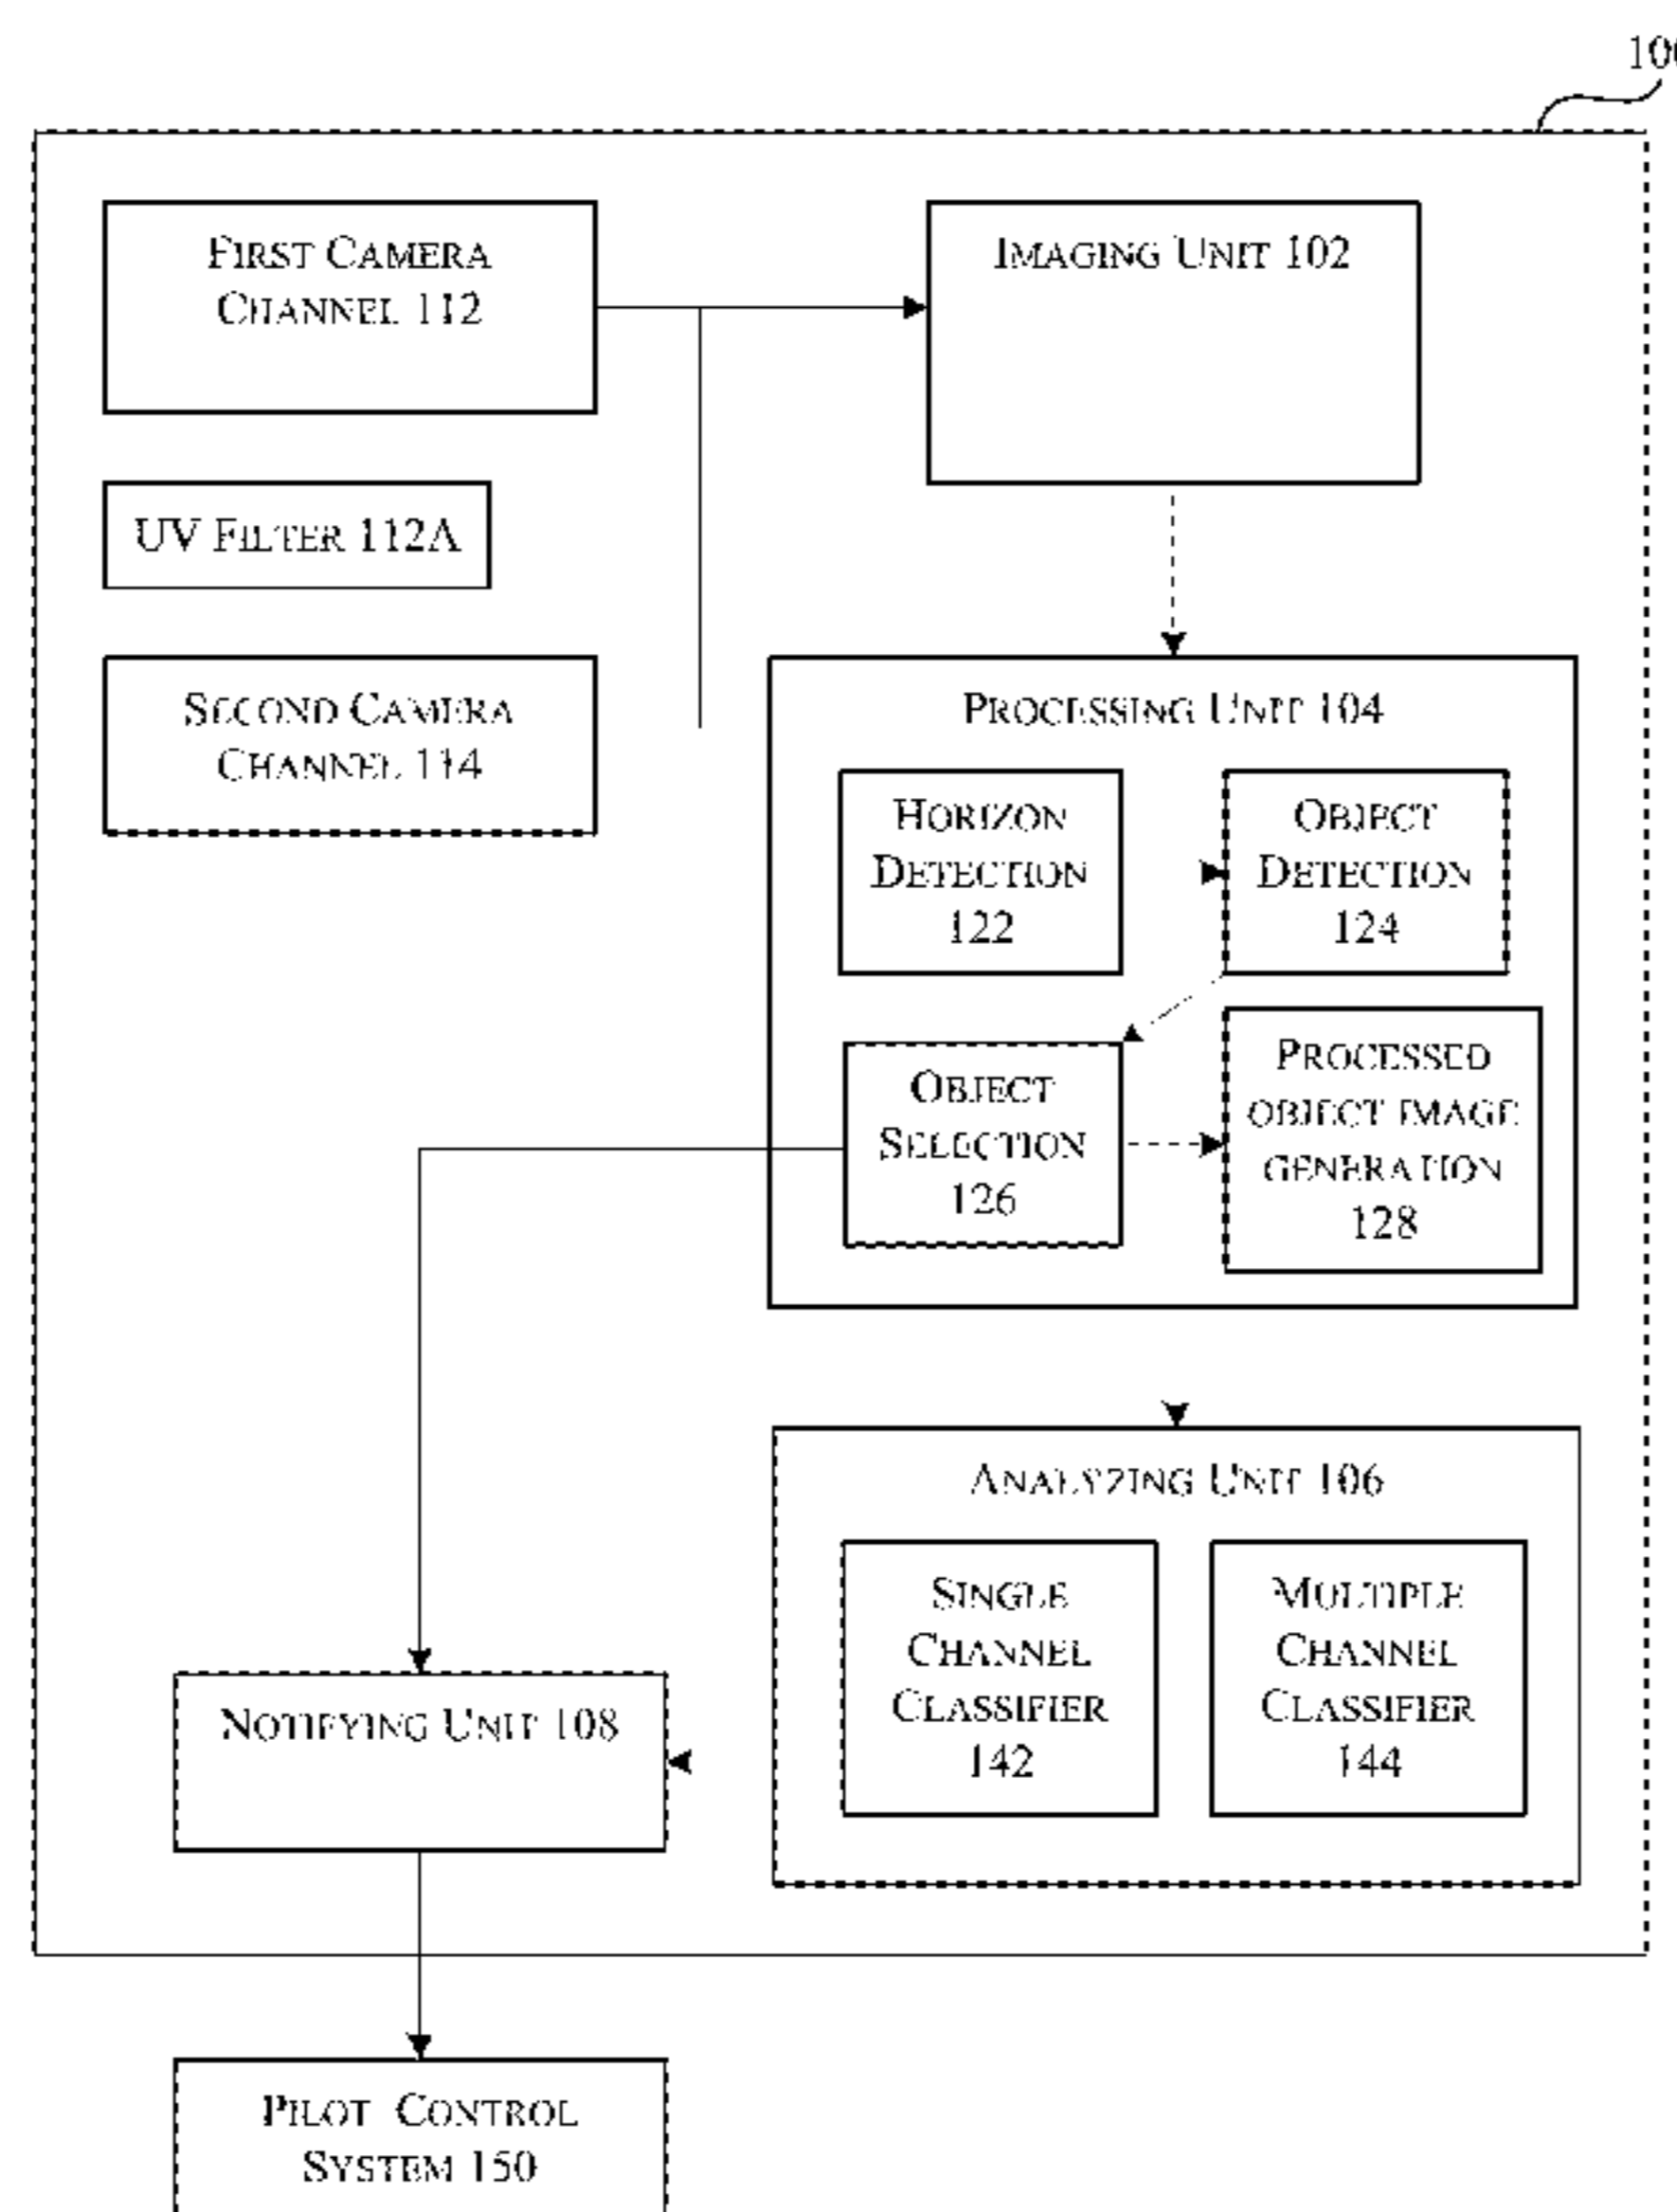 FIRST CAMERA
CHANNEL 112
IMAGING UNIT 102
UV FILTER 112A
SECOND CAMERA
CHANNEL 114
PROCESSING UNIT 104
HORIZON
DETECTION
122
OBJECT
DETECTION
124
OBJECT
SELECTION
126
PROCESSED
OBJECT IMAGE
GENERATION
128
ANALYZING UNIT 106
SINGLE
CHANNEL
CLASSIFIER
142
MULTIPLE
CHANNEL
CLASSIFIER
144
NOTIFYING UNIT 108
PILOT CONTROL
SYSTEM 150